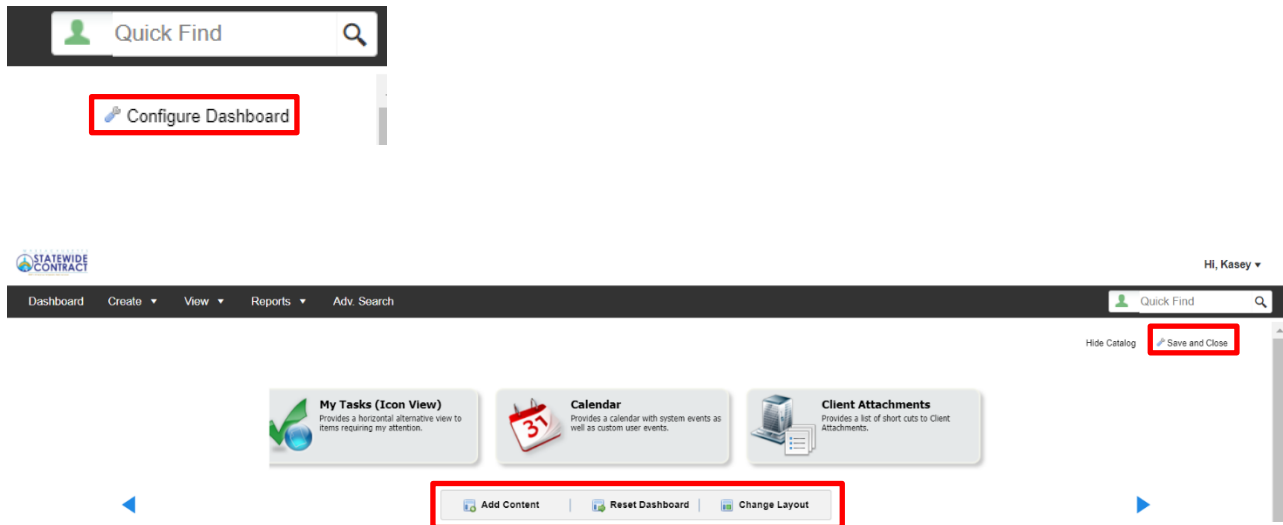 Quick Find
Configure Dashboard
STATEWIDE
CONTRACT
Hi, Kasey ▾
Dashboard Create ▾ View ▾ Reports ▾ Adv. Search Quick Find
Hide Catalog Save and Close
My Tasks (Icon View)
Provides a horizontal alternative view to
items requiring my attention.
31
Calendar
Provides a calendar with system events as
well as custom user events.
Client Attachments
Provides a list of short cuts to Client
Attachments.
Add Content | Reset Dashboard | Change Layout